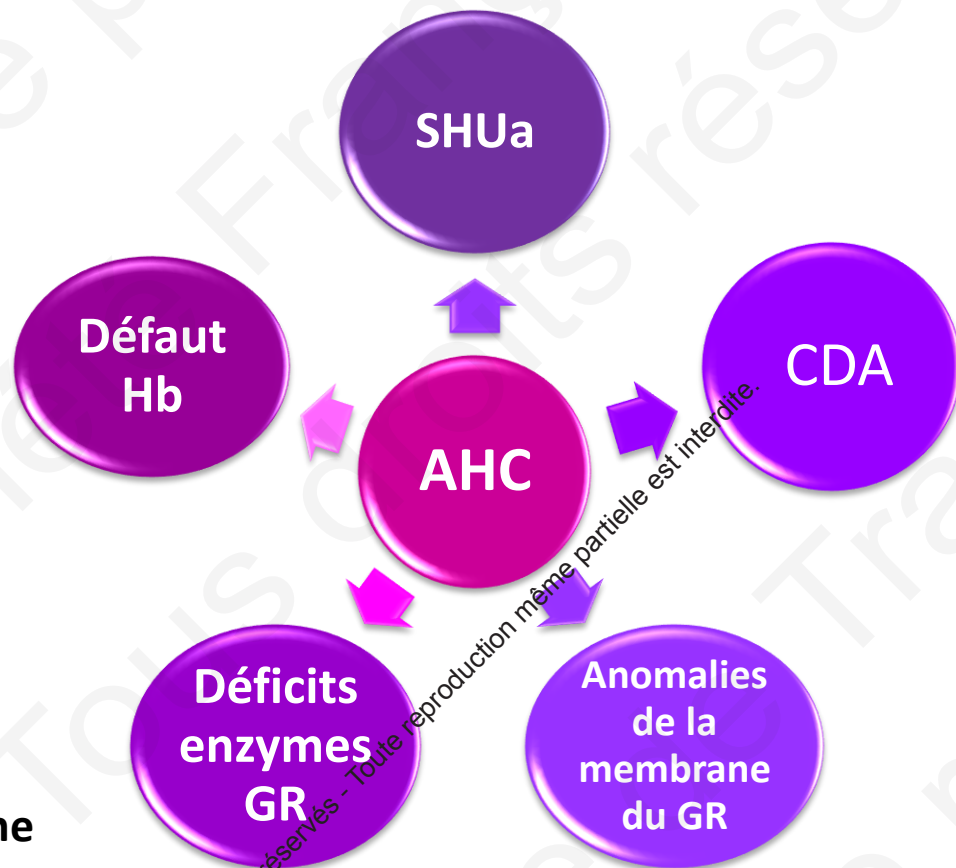 SHUa
Défaut
Hb
CDA
AHC
Déficits
enzymes
GR
Anomalies
de la
membrane
du GR
réservés - Toute reproduction même partielle est interdite.